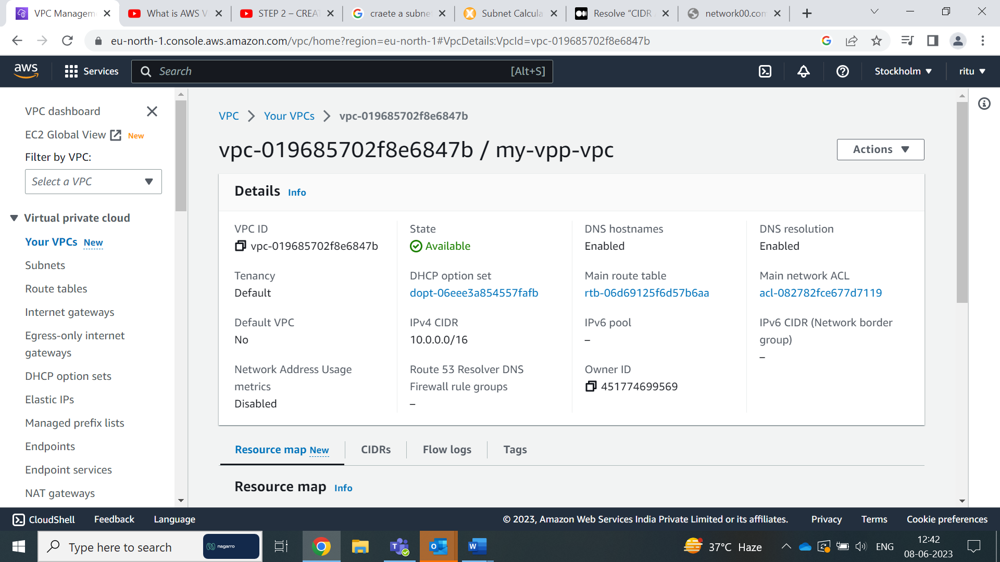 VPC Managem
What is AWS V
STEP 2 – CREAT
craete a subne
Subnet Calcula
Resolve “CIDR
network00.com
eu-north-1.console.aws.amazon.com/vpc/home?region=eu-north-1#VpcDetails:VpcId=vpc-019685702f8e6847b
aws
Services
Search
[Alt+S]
Stockholm
ritu
VPC dashboard
EC2 Global View New
Filter by VPC:
Select a VPC
Virtual private cloud
Your VPCs New
Subnets
Route tables
Internet gateways
Egress-only internet
gateways
DHCP option sets
Elastic IPs
Managed prefix lists
Endpoints
Endpoint services
NAT gateways
VPC
Your VPCs
vpc-019685702f8e6847b
vpc-019685702f8e6847b / my-vpp-vpc
Actions
Details Info
VPC ID
vpc-019685702f8e6847b
State
Available
DNS hostnames
Enabled
DNS resolution
Enabled
Tenancy
Default
DHCP option set
dopt-06eee3a854557fafb
Main route table
rtb-06d69125f6d57b6aa
Main network ACL
acl-082782fce677d7119
Default VPC
No
IPv4 CIDR
10.0.0.0/16
IPv6 pool
–
IPv6 CIDR (Network border
group)
–
Network Address Usage
metrics
Disabled
Route 53 Resolver DNS
Firewall rule groups
–
Owner ID
451774699569
Resource map New
CIDRs
Flow logs
Tags
Resource map Info
CloudShell
Feedback
Language
© 2023, Amazon Web Services India Private Limited or its affiliates.
Privacy
Terms
Cookie preferences
Type here to search
nagarro
37°C Haze
ENG
12:42
08-06-2023